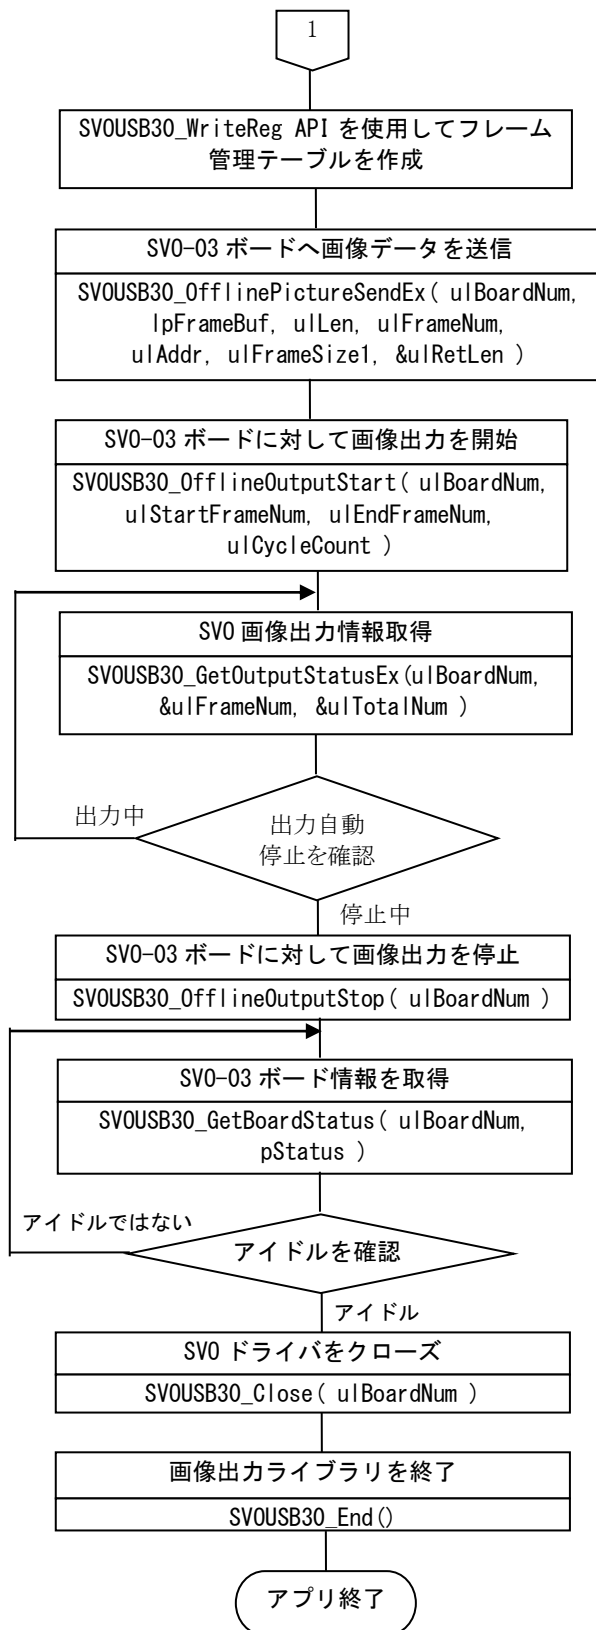 1
SVOUSB30_WriteReg API を使用してフレーム
管理テーブルを作成
SVO-03 ボードへ画像データを送信
SVOUSB30_OfflinePictureSendEx( ulBoardNum,
lpFrameBuf, ulLen, ulFrameNum,
ulAddr, ulFrameSize1, &ulRetLen )
SVO-03 ボードに対して画像出力を開始
SVOUSB30_OfflineOutputStart( ulBoardNum,
ulStartFrameNum, ulEndFrameNum,
ulCycleCount )
SVO 画像出力情報取得
SVOUSB30_GetOutputStatusEx(ulBoardNum,
&ulFrameNum, &ulTotalNum )
出力中
出力自動
停止を確認
停止中
SVO-03 ボードに対して画像出力を停止
SVOUSB30_OfflineOutputStop( ulBoardNum )
SVO-03 ボード情報を取得
SVOUSB30_GetBoardStatus( ulBoardNum,
pStatus )
アイドルではない
アイドルを確認
アイドル
SVO ドライバをクローズ
SVOUSB30_Close( ulBoardNum )
画像出力ライブラリを終了
SVOUSB30_End()
アプリ終了